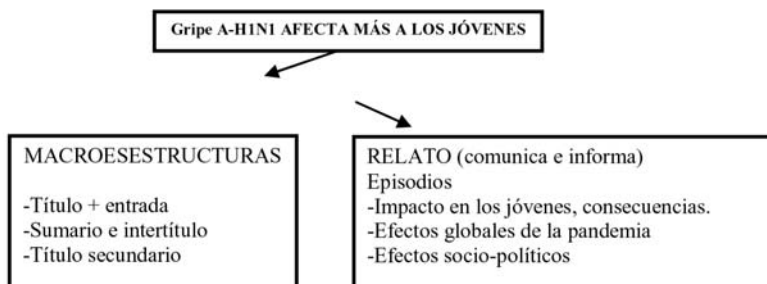 Gripe A-H1N1 AFECTA MÁS A LOS JÓVENES
MACROESESTRUCTURAS
-Título + entrada
-Sumario e intertítulo
-Título secundario
RELATO (comunica e informa)
Episodios
-Impacto en los jóvenes, consecuencias.
-Efectos globales de la pandemia
-Efectos socio-políticos